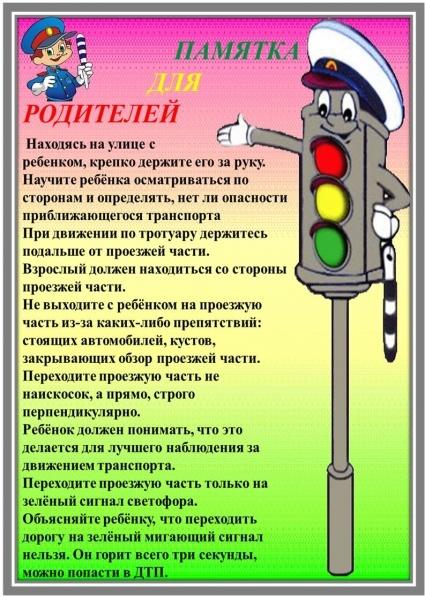 ПАМЯТКА
ДЛЯ
РОДИТЕЛЕЙ
Находясь на улице с
ребенком, крепко держите его за руку.
Научите ребёнка осматриваться по
сторонам и определять, нет ли опасности
приближающегося транспорта
При движении по тротуару держитесь
подальше от проезжей части.
Взрослый должен находиться со стороны
проезжей части.
Не выходите с ребёнком на проезжую
часть из-за каких-либо препятствий:
стоящих автомобилей, кустов,
закрывающих обзор проезжей части.
Переходите проезжую часть не
наискосок, а прямо, строго
перпендикулярно.
Ребёнок должен понимать, что это
делается для лучшего наблюдения за
движением транспорта.
Переходите проезжую часть только на
зелёный сигнал светофора.
Объясняйте ребёнку, что переходить
дорогу на зелёный мигающий сигнал
нельзя. Он горит всего три секунды,
можно попасти в ДТП.